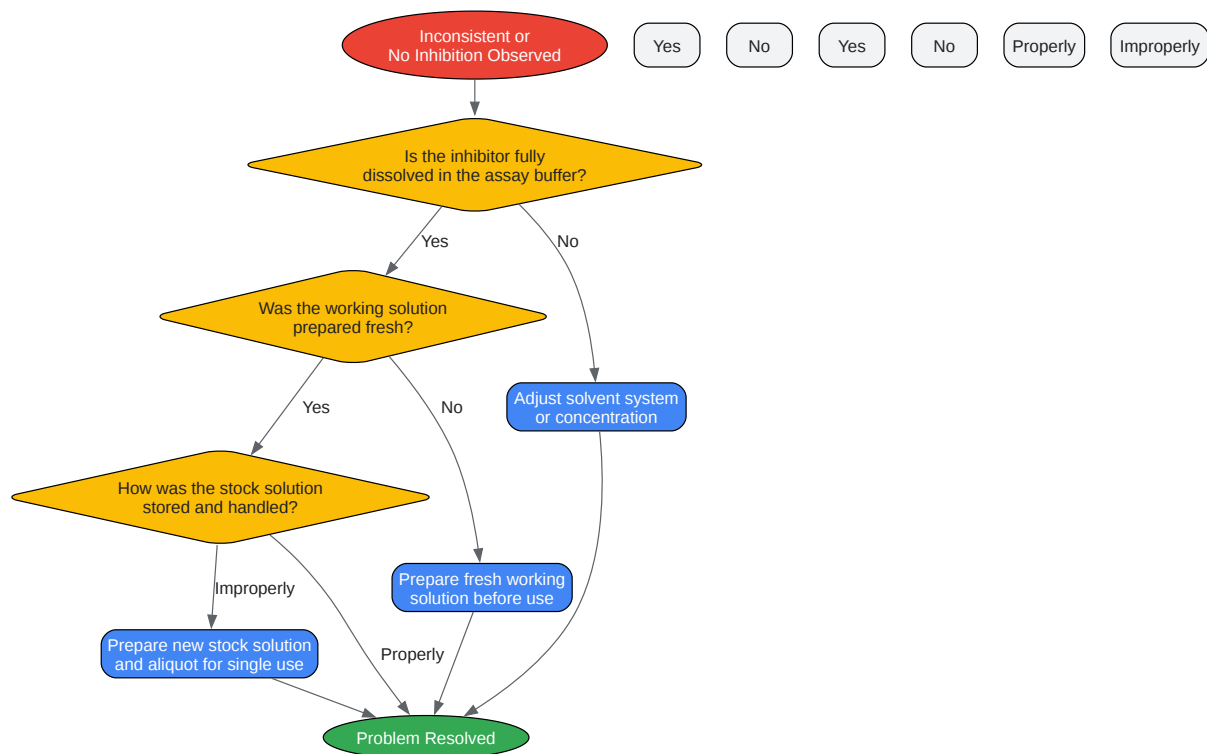 Inconsistent or
No Inhibition Observed
Yes
No
Yes
No
Properly
Improperly
Is the inhibitor fully
dissolved in the assay buffer?
Yes
No
Was the working solution
prepared fresh?
Yes
No
Adjust solvent system
or concentration
How was the stock solution
stored and handled?
Improperly
Prepare fresh working
solution before use
Prepare new stock solution
and aliquot for single use
Properly
Problem Resolved